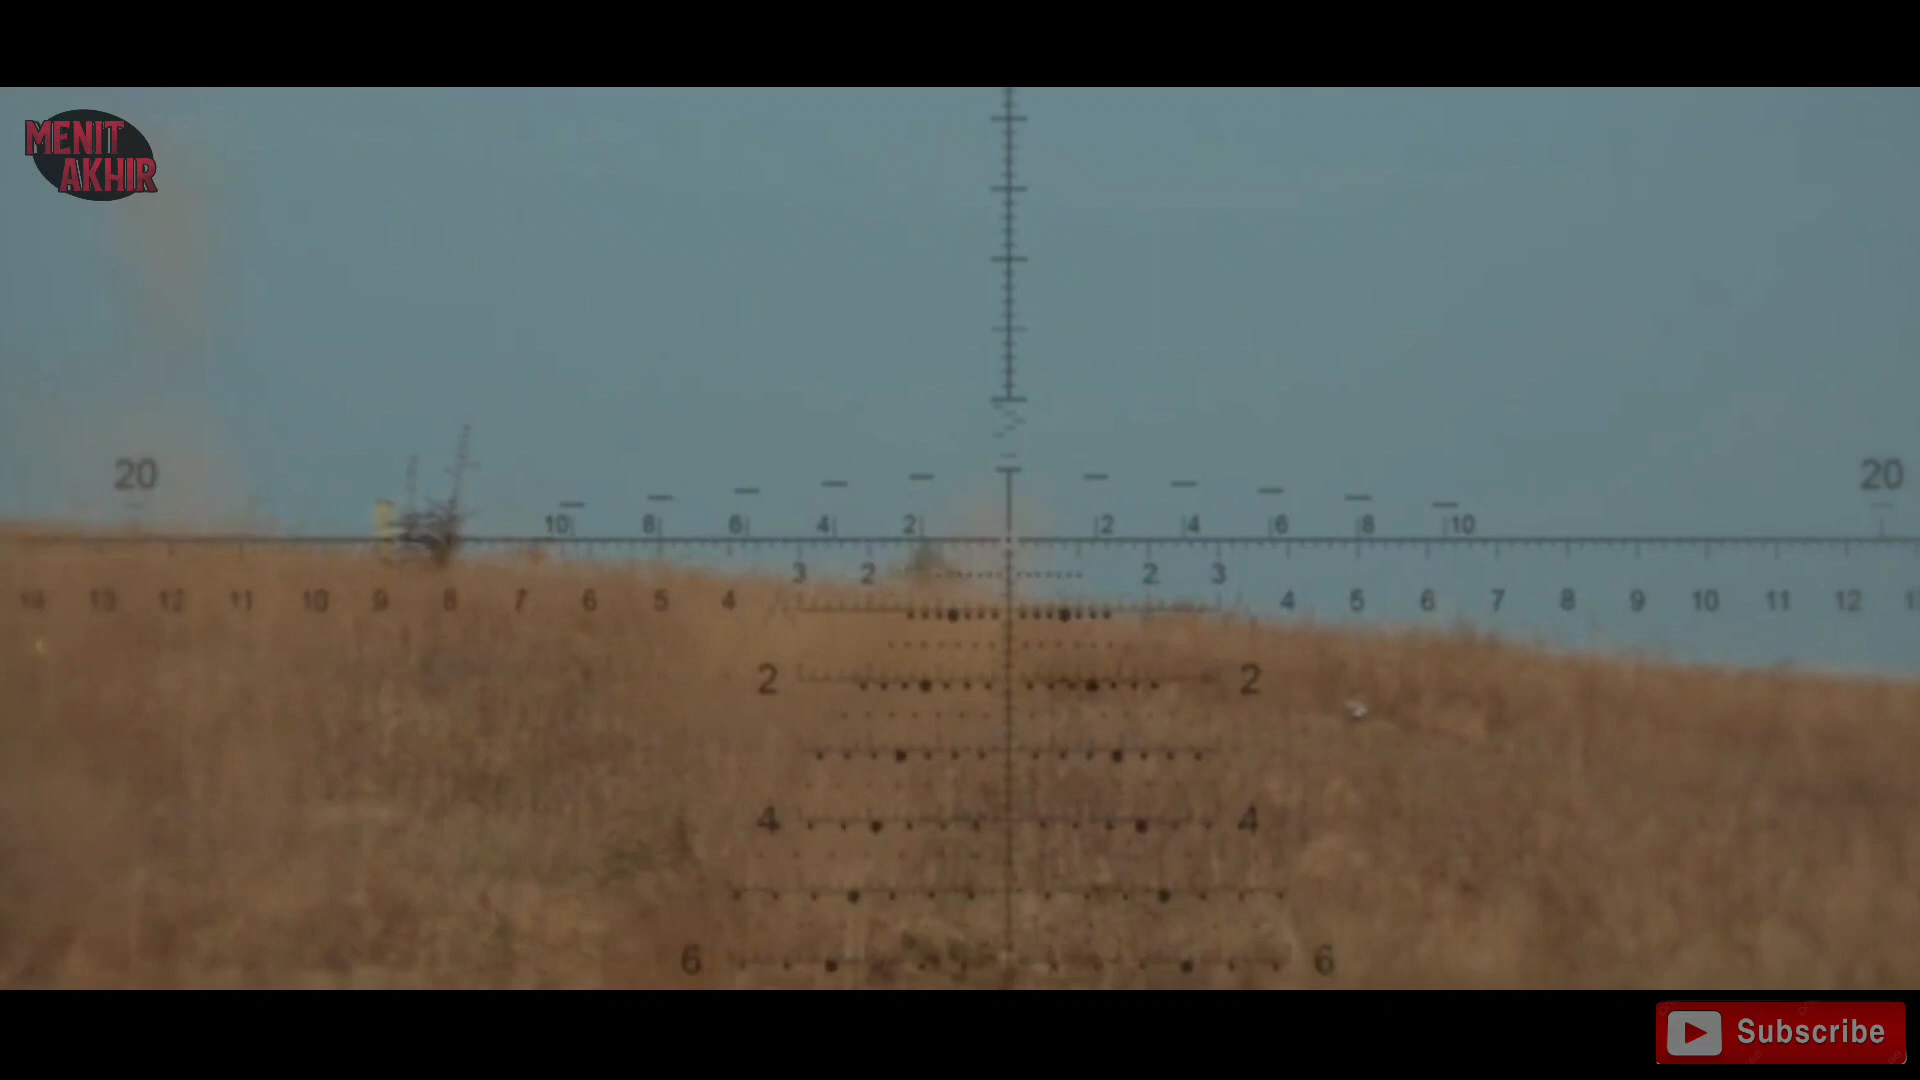 MENIT
AKHIR
20 20
10 8 6 4 2 2 4 6 8 10
3 2 2 3
14 13 12 11 10 9 8 7 6 5 4 4 5 6 7 8 9 10 11 12
2 2
4 4
6 6
Subscribe